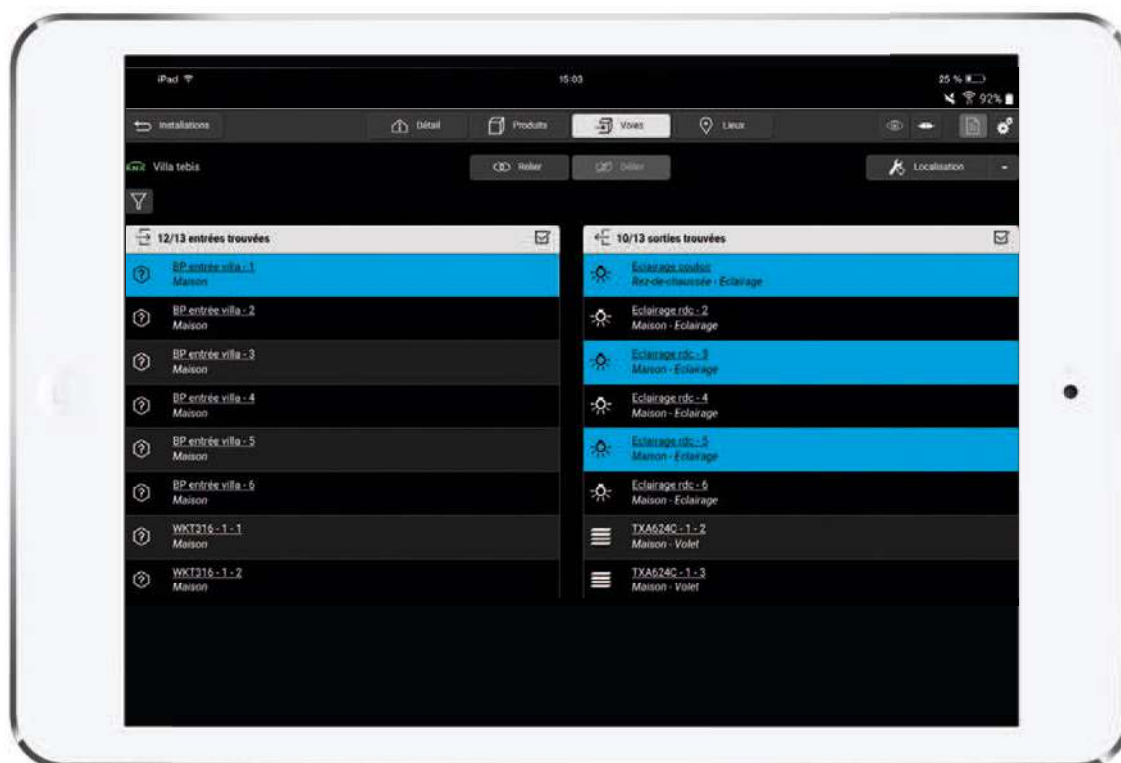 iPad 15:03 25 %
92%
Installations Détail Produits Voies Lieux
KNX Villa tebis Relier Délier Localisation
12/13 entrées trouvées
BP entrée villa - 1
Maison
BP entrée villa - 2
Maison
BP entrée villa - 3
Maison
BP entrée villa - 4
Maison
BP entrée villa - 5
Maison
BP entrée villa - 6
Maison
WKT316 - 1 - 1
Maison
WKT316 - 1 - 2
Maison
10/13 sorties trouvées
Eclairage couloir
Rez-de-chaussée - Eclairage
Eclairage rdc - 2
Maison - Eclairage
Eclairage rdc - 3
Maison - Eclairage
Eclairage rdc - 4
Maison - Eclairage
Eclairage rdc - 5
Maison - Eclairage
Eclairage rdc - 6
Maison - Eclairage
TXA624C - 1 - 2
Maison - Volet
TXA624C - 1 - 3
Maison - Volet